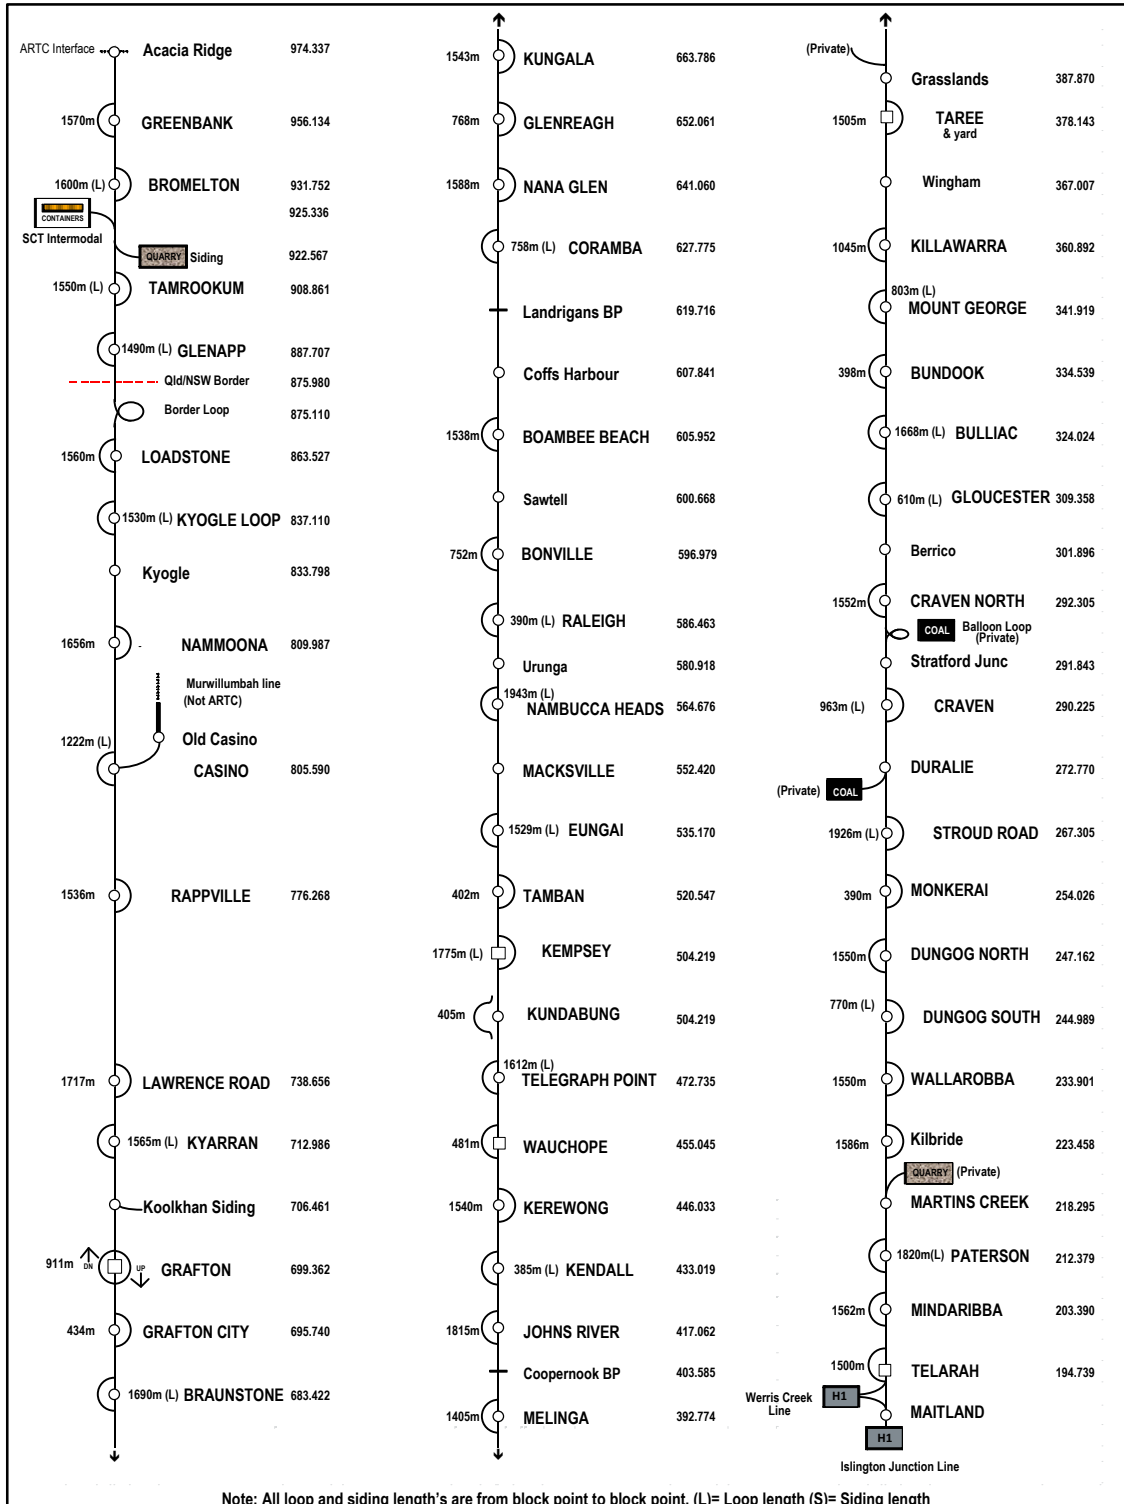 ARTC Interface Acacia Ridge 974.337
1570m GREENBANK 956.134
1600m (L) BROMELTON 931.752
CONTAINERS 925.336
SCT Intermodal
QUARRY Siding 922.567
1550m (L) TAMROOKUM 908.861
1490m (L) GLENAPP 887.707
Qld/NSW Border 875.980
Border Loop 875.110
1560m LOADSTONE 863.527
1530m (L) KYOGLE LOOP 837.110
Kyogle 833.798
1656m - NAMMOONA 809.987
Murwillumbah line
(Not ARTC)
Old Casino
1222m (L)
CASINO 805.590
1536m RAPPVILLE 776.268
1717m LAWRENCE ROAD 738.656
1565m (L) KYARRAN 712.986
Koolkhan Siding 706.461
911m DN UP GRAFTON 699.362
434m GRAFTON CITY 695.740
1690m (L) BRAUNSTONE 683.422
1543m KUNGALA 663.786
768m GLENREAGH 652.061
1588m NANA GLEN 641.060
758m (L) CORAMBA 627.775
Landrigans BP 619.716
Coffs Harbour 607.841
1538m BOAMBEE BEACH 605.952
Sawtell 600.668
752m BONVILLE 596.979
390m (L) RALEIGH 586.463
Urunga 580.918
1943m (L)
NAMBUCCA HEADS 564.676
MACKSVILLE 552.420
1529m (L) EUNGAI 535.170
402m TAMBAN 520.547
1775m (L) KEMPSEY 504.219
405m KUNDABUNG 504.219
1612m (L)
TELEGRAPH POINT 472.735
481m WAUCHOPE 455.045
1540m KEREWONG 446.033
385m (L) KENDALL 433.019
1815m JOHNS RIVER 417.062
Coopernook BP 403.585
1405m MELINGA 392.774
(Private)
Grasslands 387.870
1505m TAREE 378.143
& yard
Wingham 367.007
1045m KILLAWARRA 360.892
803m (L)
MOUNT GEORGE 341.919
398m BUNDOOK 334.539
1668m (L) BULLIAC 324.024
610m (L) GLOUCESTER 309.358
Berrico 301.896
1552m CRAVEN NORTH 292.305
COAL Balloon Loop
(Private)
Stratford Junc 291.843
963m (L) CRAVEN 290.225
DURALIE 272.770
(Private) COAL
1926m (L) STROUD ROAD 267.305
390m MONKERAI 254.026
1550m DUNGOG NORTH 247.162
770m (L)
DUNGOG SOUTH 244.989
1550m WALLAROBBA 233.901
1586m Kilbride 223.458
QUARRY (Private)
MARTINS CREEK 218.295
1820m(L) PATERSON 212.379
1562m MINDARIBBA 203.390
1500m TELARAH 194.739
Werris Creek
Line
H1
MAITLAND
H1
Islington Junction Line
Note: All loop and siding length's are from block point to block point. (L)= Loop length (S)= Siding length